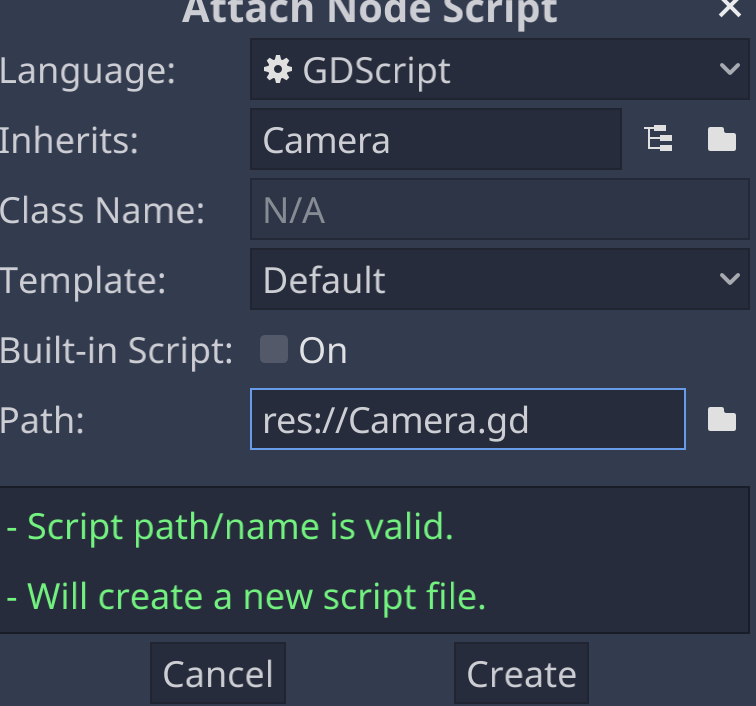 Attach Node Script
Language: GDScript
Inherits: Camera
Class Name: N/A
Template: Default
Built-in Script: On
Path: res://Camera.gd
- Script path/name is valid.
- Will create a new script file.
Cancel Create